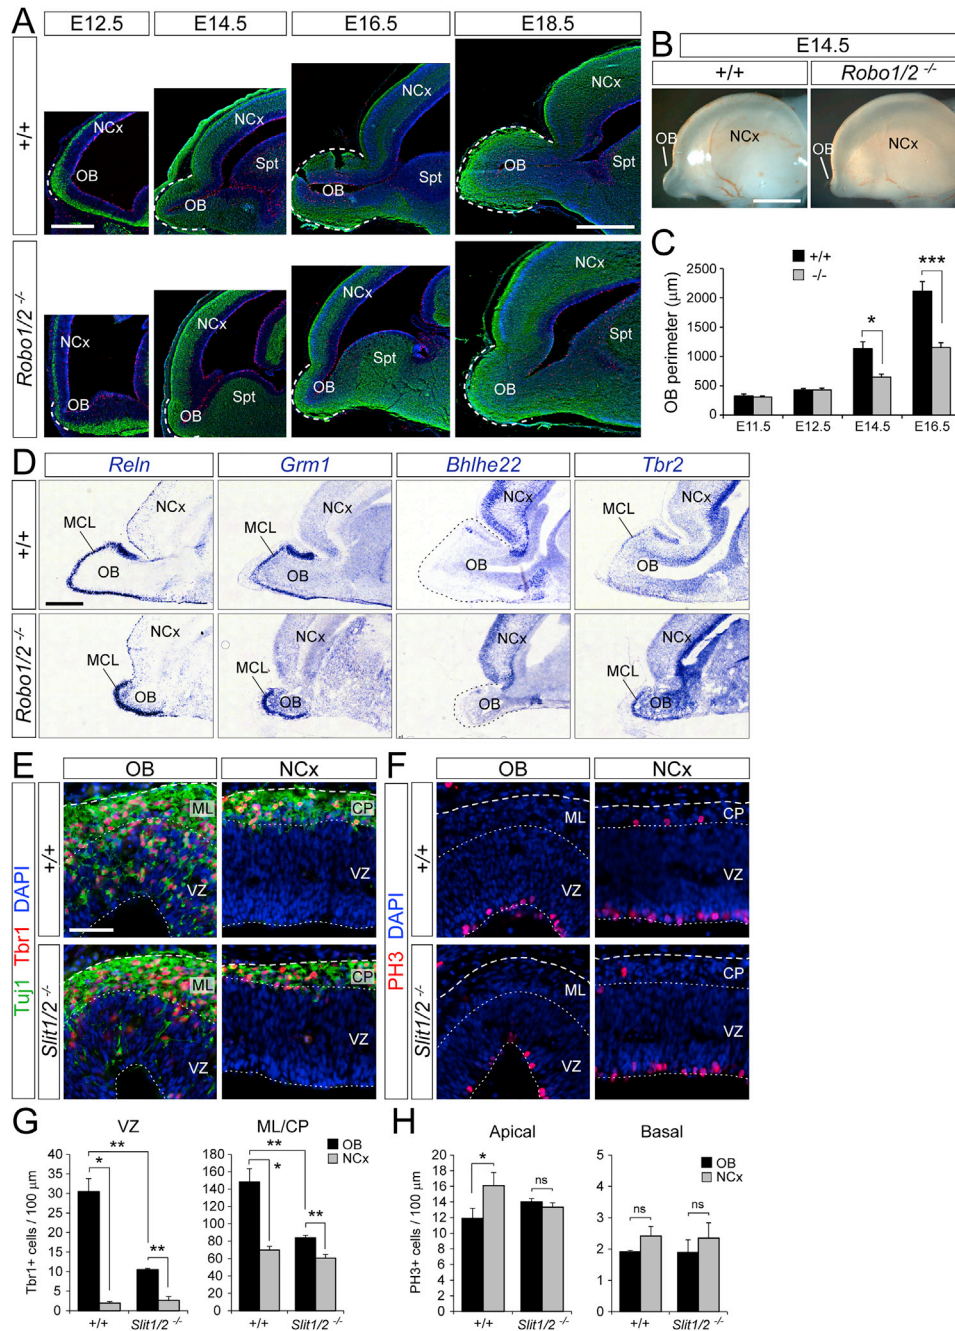 A
E12.5 E14.5 E16.5 E18.5
+/+
NCx OB
NCx Spt OB
NCx Spt OB
NCx OB Spt
Robo1/2 -/-
NCx OB
NCx Spt OB
NCx Spt OB
NCx OB
B
E14.5
+/+ Robo1/2 -/-
OB NCx
OB NCx
C
+/+
-/-
OB perimeter (µm)
2500
2000
1500
1000
500
0
* ***
E11.5 E12.5 E14.5 E16.5
D
Reln Grm1 Bhlhe22 Tbr2
+/+
MCL NCx OB
MCL NCx OB
NCx OB
NCx MCL OB
Robo1/2 -/-
NCx MCL OB
NCx MCL OB
NCx OB
NCx MCL OB
E
OB NCx
Tuj1 Tbr1 DAPI
+/+
ML VZ
CP VZ
Slit1/2 -/-
ML VZ
CP VZ
F
OB NCx
PH3 DAPI
+/+
ML VZ
CP VZ
Slit1/2 -/-
ML VZ
CP VZ
G
VZ
Tbr1+ cells / 100 µm
40
35
30
25
20
15
10
5
0
** * **
+/+ Slit1/2 -/-
ML/CP
OB
NCx
180
160
140
120
100
80
60
40
20
0
** * **
+/+ Slit1/2 -/-
H
Apical
PH3+ cells / 100 µm
20
18
16
14
12
10
8
6
4
2
0
* ns
+/+ Slit1/2 -/-
Basal
OB
NCx
5
4
3
2
1
0
ns ns
+/+ Slit1/2 -/-